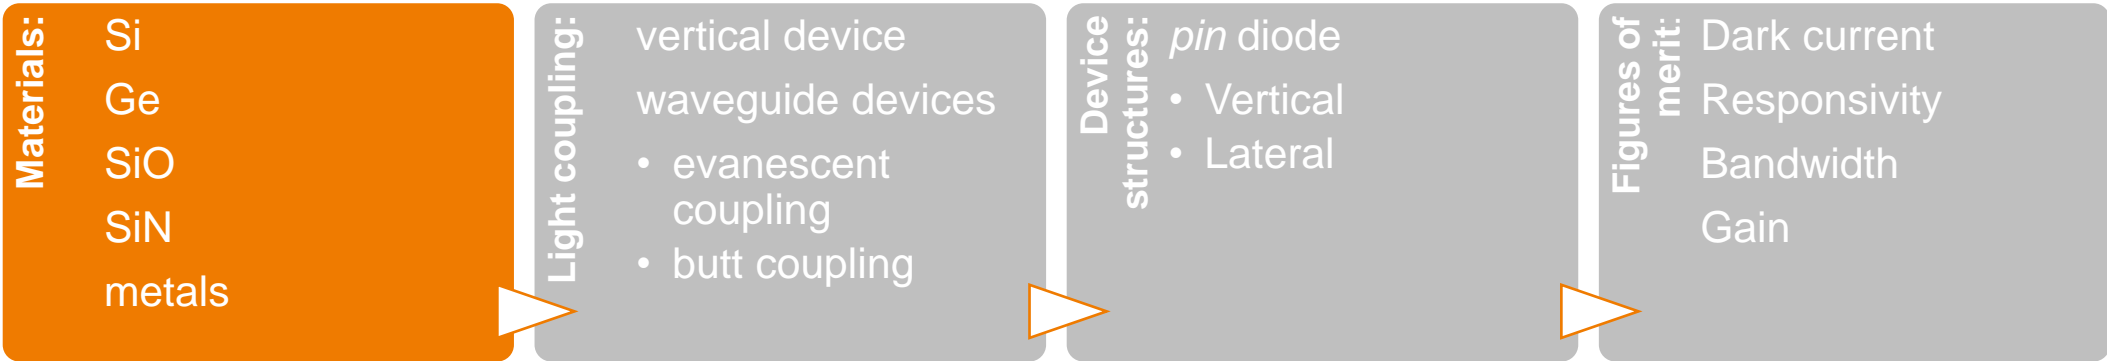 Materials:
Si
Ge
SiO
SiN
metals
Light coupling:
vertical device
waveguide devices
• evanescent
coupling
• butt coupling
Device
structures:
pin diode
• Vertical
• Lateral
Figures of
merit:
Dark current
Responsivity
Bandwidth
Gain